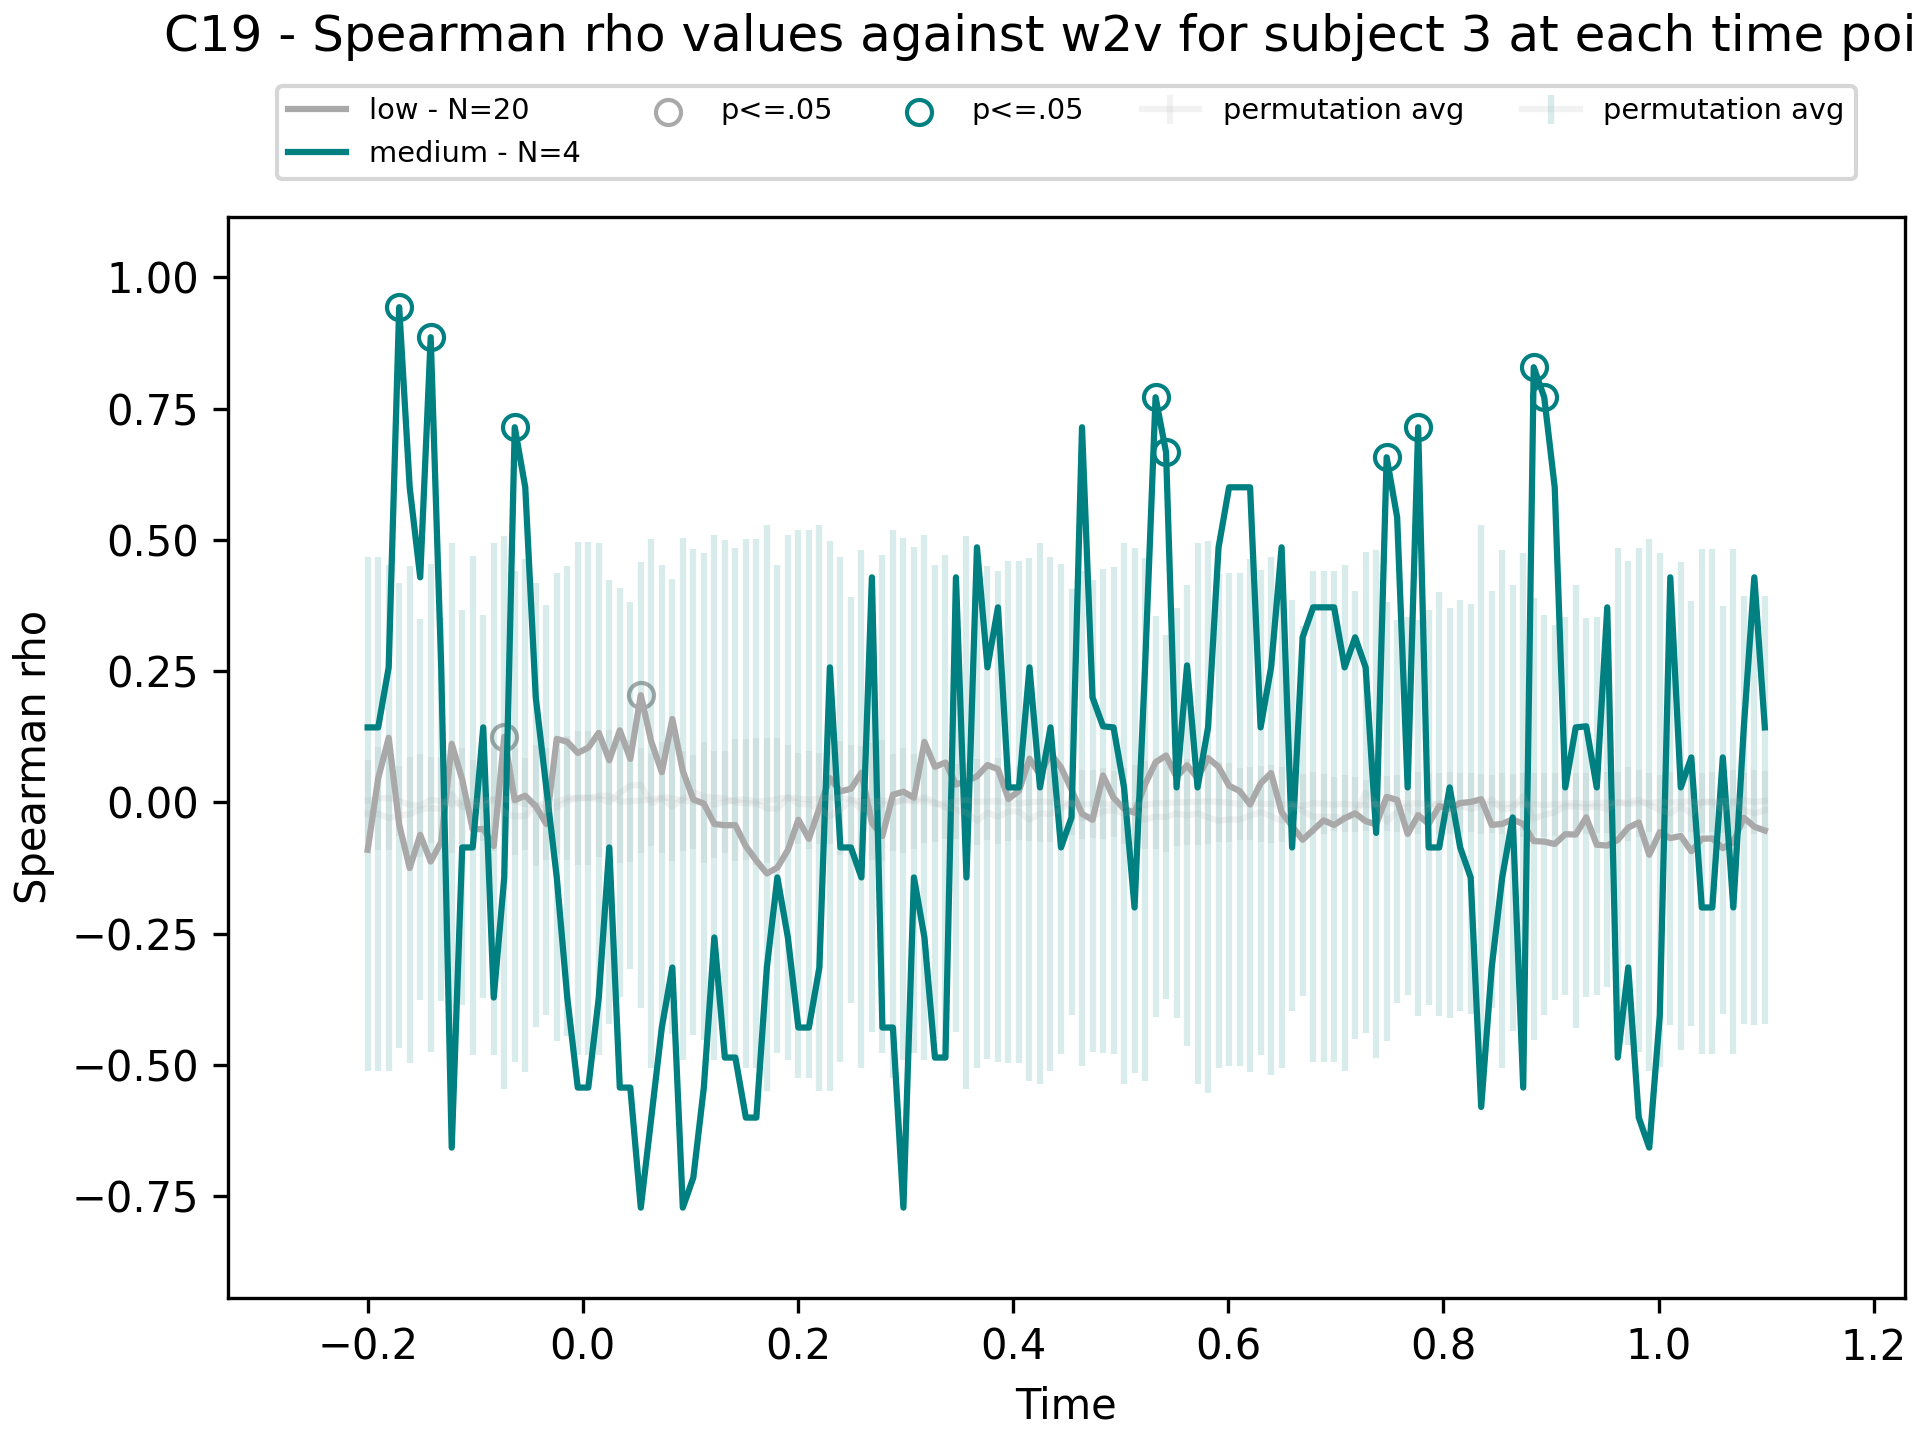 C19 - Spearman rho values against w2v for subject 3 at each time poi
low - N=20
medium - N=4
p<=.05
p<=.05
permutation avg
permutation avg
Spearman rho
1.00
0.75
0.50
0.25
0.00
−0.25
−0.50
−0.75
−0.2
0.0
0.2
0.4
0.6
0.8
1.0
1.2
Time